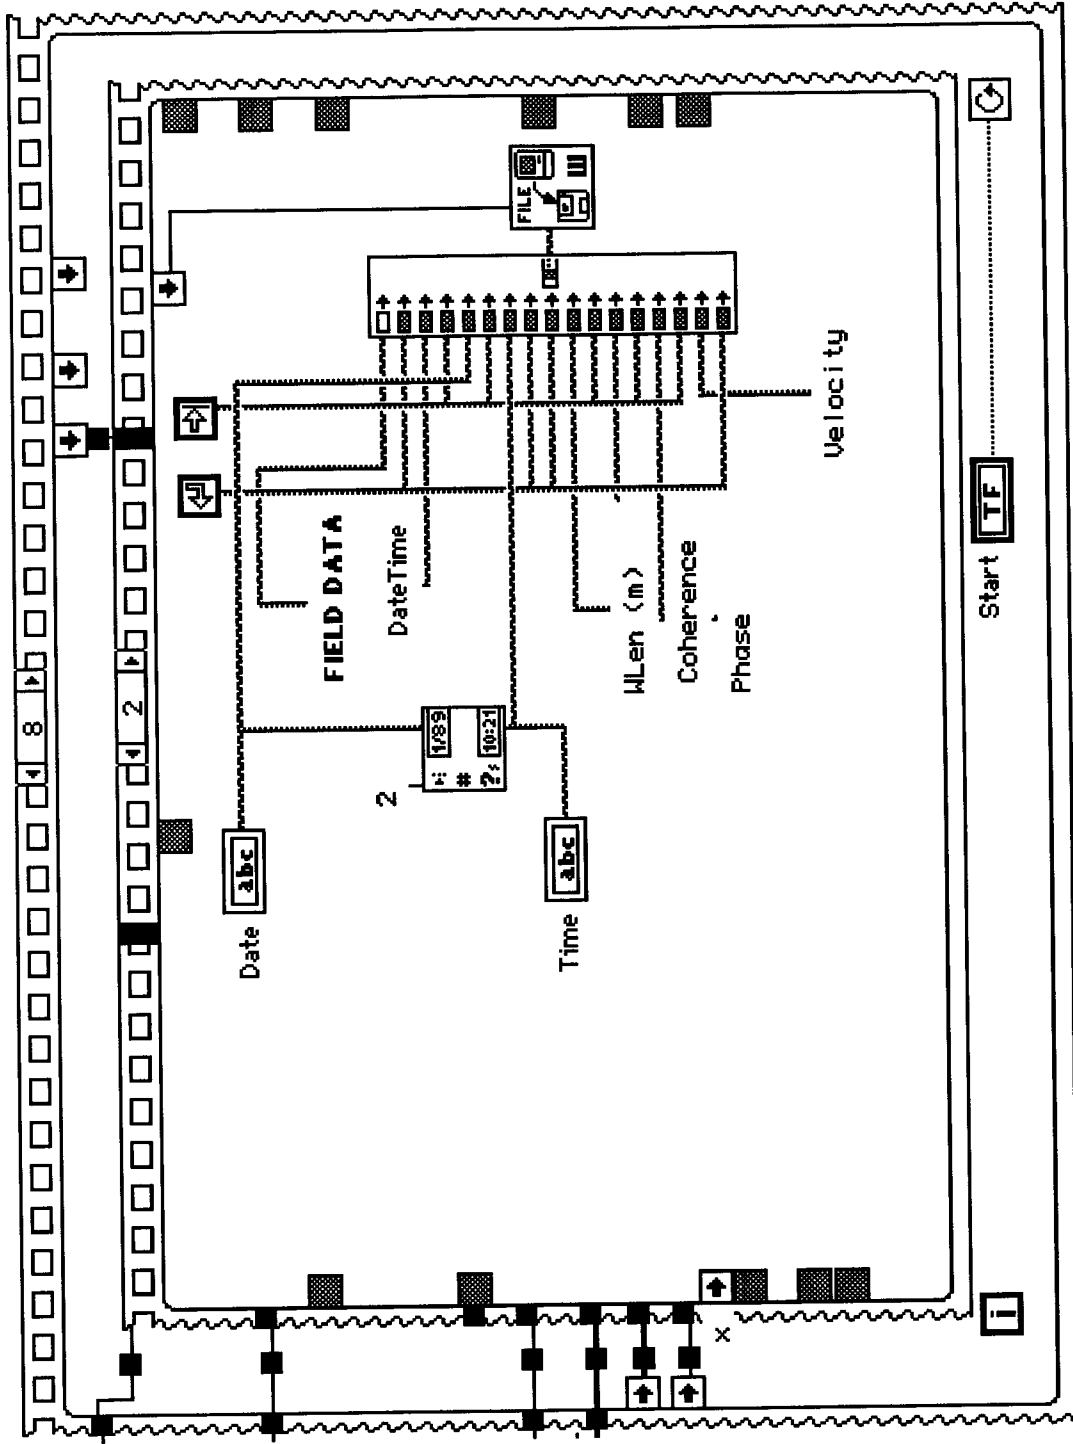 8
2
FIELD DATA
DateTime
WLen (m)
Coherence
Phase
Velocity
FILE
2
1/89
#
10:21
Date
abc
Time
abc
Start
TF
i
x